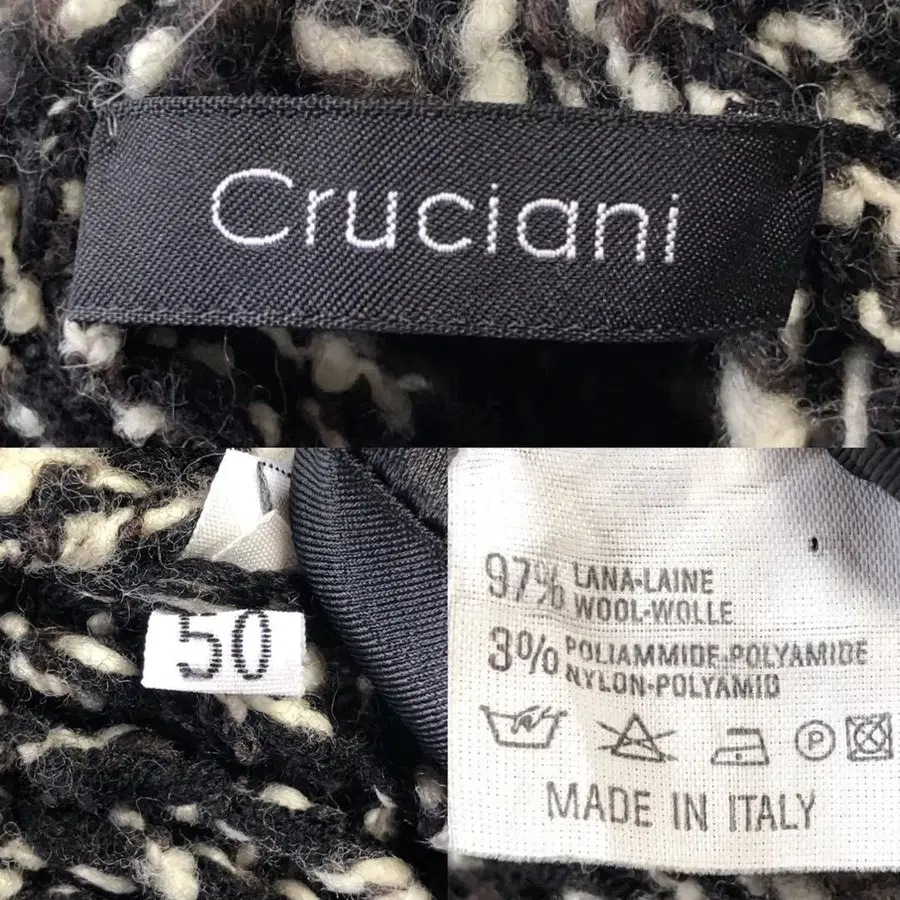 Cruciani
50
97% LANA-LAINE
WOOL-WOLLE
3% POLIAMMIDE-POLYAMIDE
NYLON-POLYAMID
P
MADE IN ITALY